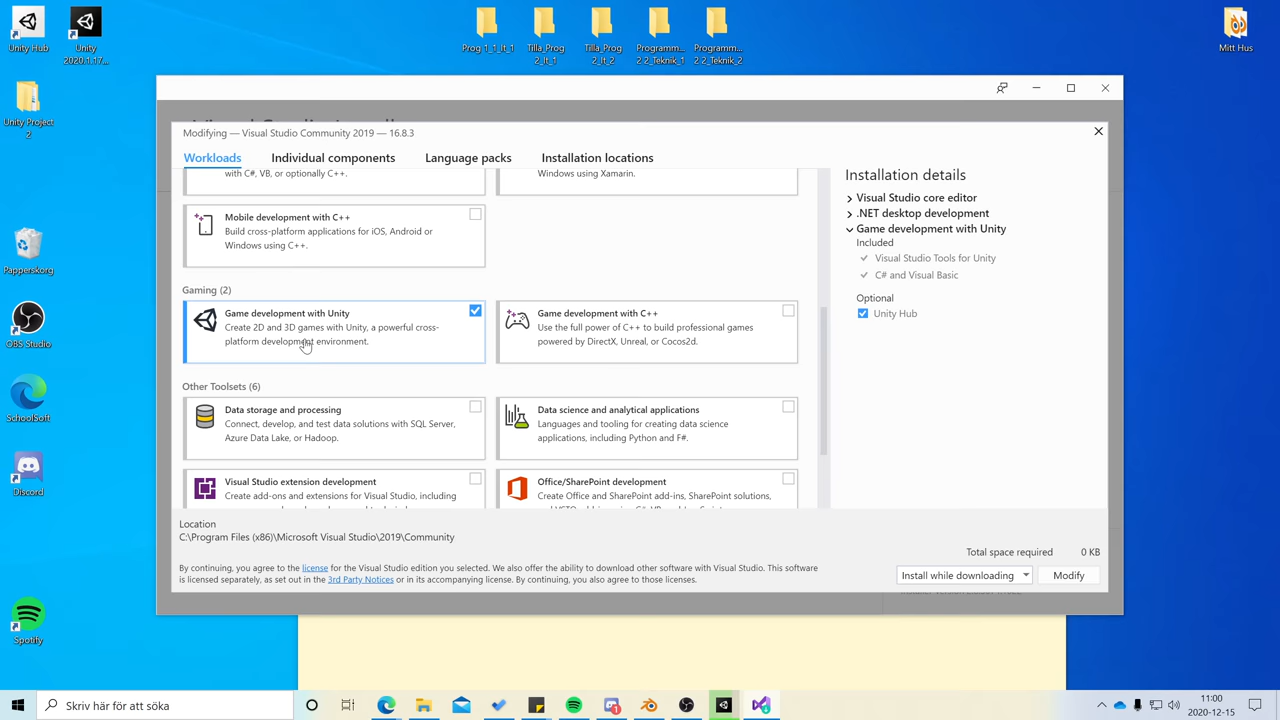 Unity Hub
Unity
2020.1.17...
Prog 1_1_It_1
Tilla_Prog
2_It_1
Tilla_Prog
2_It_2
Programm...
2 2_Teknik_1
Programm...
2 2_Teknik_2
Mitt Hus
Unity Project
2
Papperskorg
OBS Studio
SchoolSoft
Discord
Spotify
Modifying — Visual Studio Community 2019 — 16.8.3
Workloads
Individual components
Language packs
Installation locations
with C#, VB, or optionally C++.
Windows using Xamarin.
Mobile development with C++
Build cross-platform applications for iOS, Android or
Windows using C++.
Gaming (2)
Game development with Unity
Create 2D and 3D games with Unity, a powerful cross-
platform development environment.
Game development with C++
Use the full power of C++ to build professional games
powered by DirectX, Unreal, or Cocos2d.
Other Toolsets (6)
Data storage and processing
Connect, develop, and test data solutions with SQL Server,
Azure Data Lake, or Hadoop.
Data science and analytical applications
Languages and tooling for creating data science
applications, including Python and F#.
Visual Studio extension development
Create add-ons and extensions for Visual Studio, including
Office/SharePoint development
Create Office and SharePoint add-ins, SharePoint solutions,
Installation details
Visual Studio core editor
.NET desktop development
Game development with Unity
Included
Visual Studio Tools for Unity
C# and Visual Basic
Optional
Unity Hub
Location
C:\Program Files (x86)\Microsoft Visual Studio\2019\Community
Total space required 0 KB
By continuing, you agree to the license for the Visual Studio edition you selected. We also offer the ability to download other software with Visual Studio. This software
is licensed separately, as set out in the 3rd Party Notices or in its accompanying license. By continuing, you also agree to those licenses.
Install while downloading
Modify
Skriv här för att söka
11:00
2020-12-15